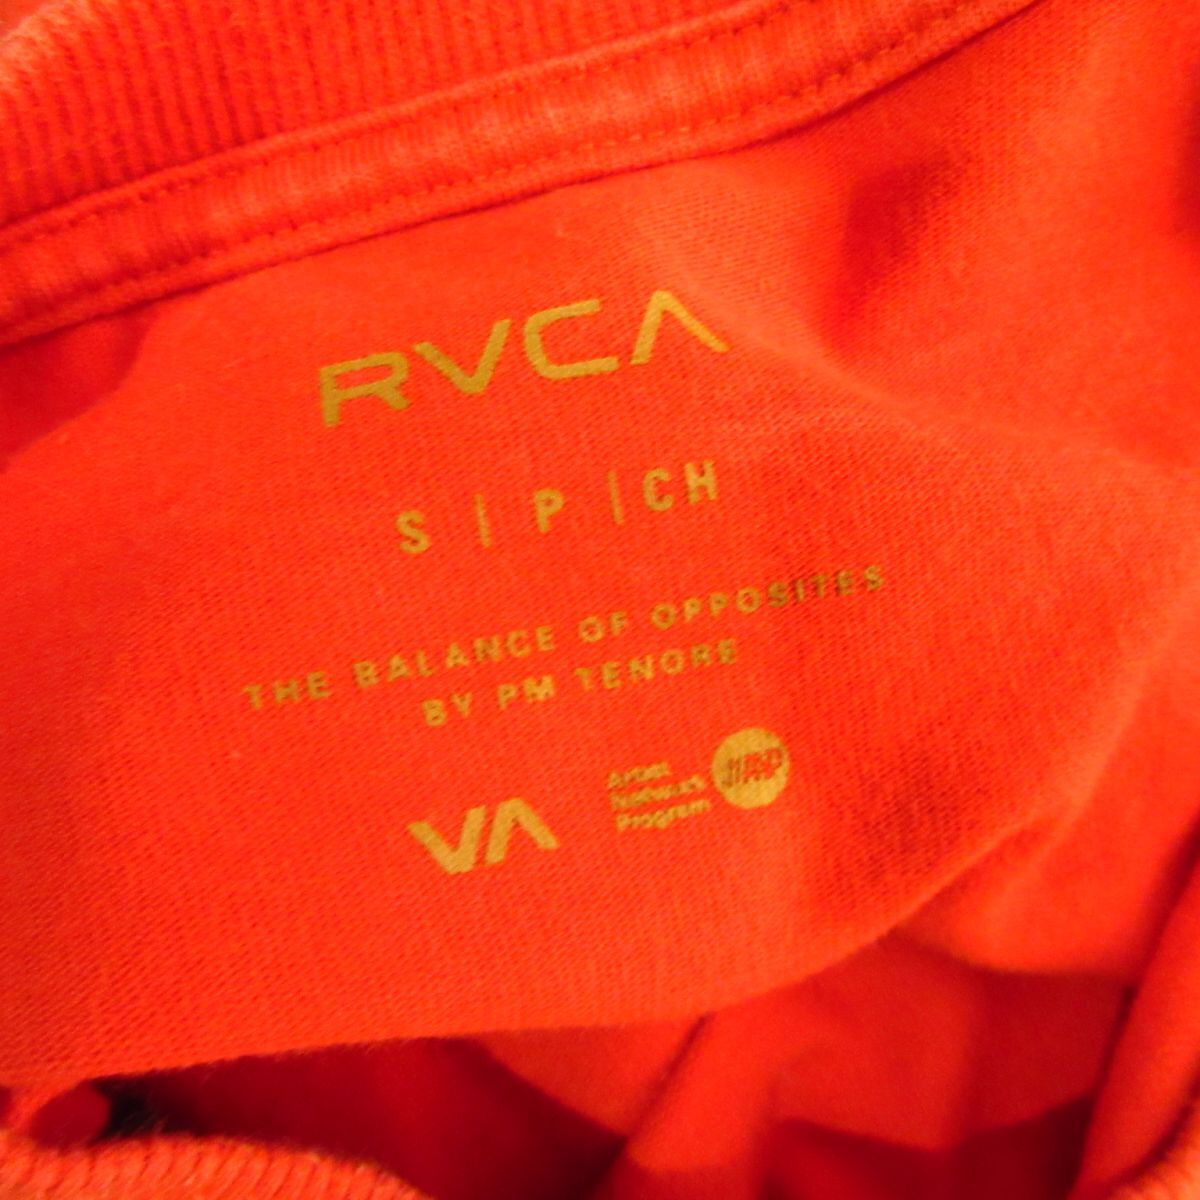 RVCA
S | P | CH
THE BALANCE OF OPPOSITES
BY PM TENORE
VA
Artist
Network
Program